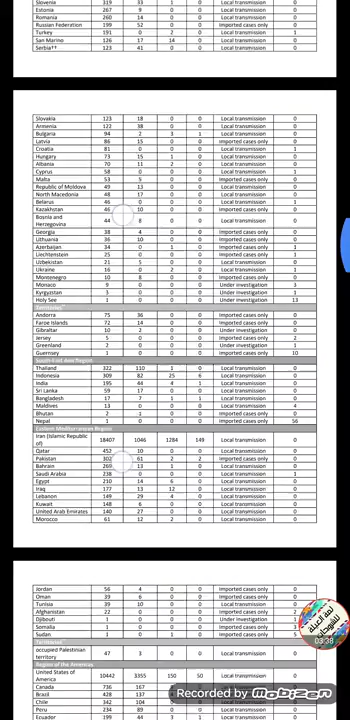 Slovenia 319 33 1 0 Local transmission 0
Estonia 267 9 0 0 Local transmission 0
Romania 260 14 0 0 Local transmission 0
Russian Federation 199 52 0 0 Imported cases only 0
Turkey 191 0 2 0 Local transmission 1
San Marino 126 17 14 0 Local transmission 0
Serbia†† 123 41 0 0 Local transmission 0
Slovakia 123 18 0 0 Local transmission 0
Armenia 122 38 0 0 Local transmission 0
Bulgaria 94 2 3 1 Local transmission 0
Latvia 86 15 0 0 Imported cases only 0
Croatia 81 0 0 0 Local transmission 1
Hungary 73 15 1 0 Local transmission 0
Albania 70 11 2 0 Local transmission 0
Cyprus 58 0 0 0 Local transmission 1
Malta 53 5 0 0 Imported cases only 0
Republic of Moldova 49 13 0 0 Local transmission 0
North Macedonia 48 17 0 0 Local transmission 0
Belarus 46 0 0 0 Local transmission 1
Kazakhstan 46 10 0 0 Imported cases only 0
Bosnia and
Herzegovina 44 8 0 0 Local transmission 0
Georgia 38 4 0 0 Imported cases only 0
Lithuania 36 10 0 0 Imported cases only 0
Azerbaijan 34 0 1 0 Imported cases only 1
Liechtenstein 25 0 0 0 Imported cases only 1
Uzbekistan 21 5 0 0 Local transmission 0
Ukraine 16 0 2 0 Local transmission 1
Montenegro 10 8 0 0 Imported cases only 0
Monaco 9 0 0 0 Under investigation 3
Kyrgyzstan 3 0 0 0 Under investigation 1
Holy See 1 0 0 0 Under investigation 13
Territories
Andorra 75 36 0 0 Imported cases only 0
Faroe Islands 72 14 0 0 Imported cases only 0
Gibraltar 10 2 0 0 Under investigation 0
Jersey 5 0 0 0 Imported cases only 2
Greenland 2 0 0 0 Under investigation 1
Guernsey 1 0 0 0 Imported cases only 10
South-East Asia Region
Thailand 322 110 1 0 Local transmission 0
Indonesia 309 82 25 6 Local transmission 0
India 195 44 4 1 Local transmission 0
Sri Lanka 59 17 0 0 Local transmission 0
Bangladesh 17 7 1 1 Local transmission 0
Maldives 13 0 0 0 Local transmission 4
Bhutan 2 1 0 0 Imported cases only 0
Nepal 1 0 0 0 Imported cases only 56
Eastern Mediterranean Region
Iran (Islamic Republic
of) 18407 1046 1284 149 Local transmission 0
Qatar 452 10 0 0 Local transmission 0
Pakistan 302 61 2 2 Imported cases only 0
Bahrain 269 13 1 0 Local transmission 0
Saudi Arabia 238 0 0 0 Local transmission
Egypt 210 14 6 0 Local transmission 0
Iraq 177 13 12 0 Local transmission 0
Lebanon 149 29 4 0 Local transmission 0
Kuwait 148 6 0 0 Local transmission 0
United Arab Emirates 140 27 0 0 Local transmission 0
Morocco 61 12 2 0 Local transmission 0
Jordan 56 4 0 0 Imported cases only 0
Oman 39 6 0 0 Imported cases only 0
Tunisia 39 10 0 0 Local transmission 0
Afghanistan 22 0 0 0 Imported cases only 2
Djibouti 1 0 0 0 Under investigation 1
Somalia 1 0 0 0 Imported cases only
Sudan 1 0 1 0 Imported cases only
Territories
occupied Palestinian
territory 47 3 0 0 Local transmission
Region of the Americas
United States of
America 10442 3355 150 50 Local transmission 0
Canada 736 167 Local transmission 0
Brazil 428 137
Chile 342 104 0 0 Local transmission 0
Peru 234 89 0 0 Local transmission 0
Ecuador 199 44 3 1 Local transmission 0
03:38
Recorded by Mobizen